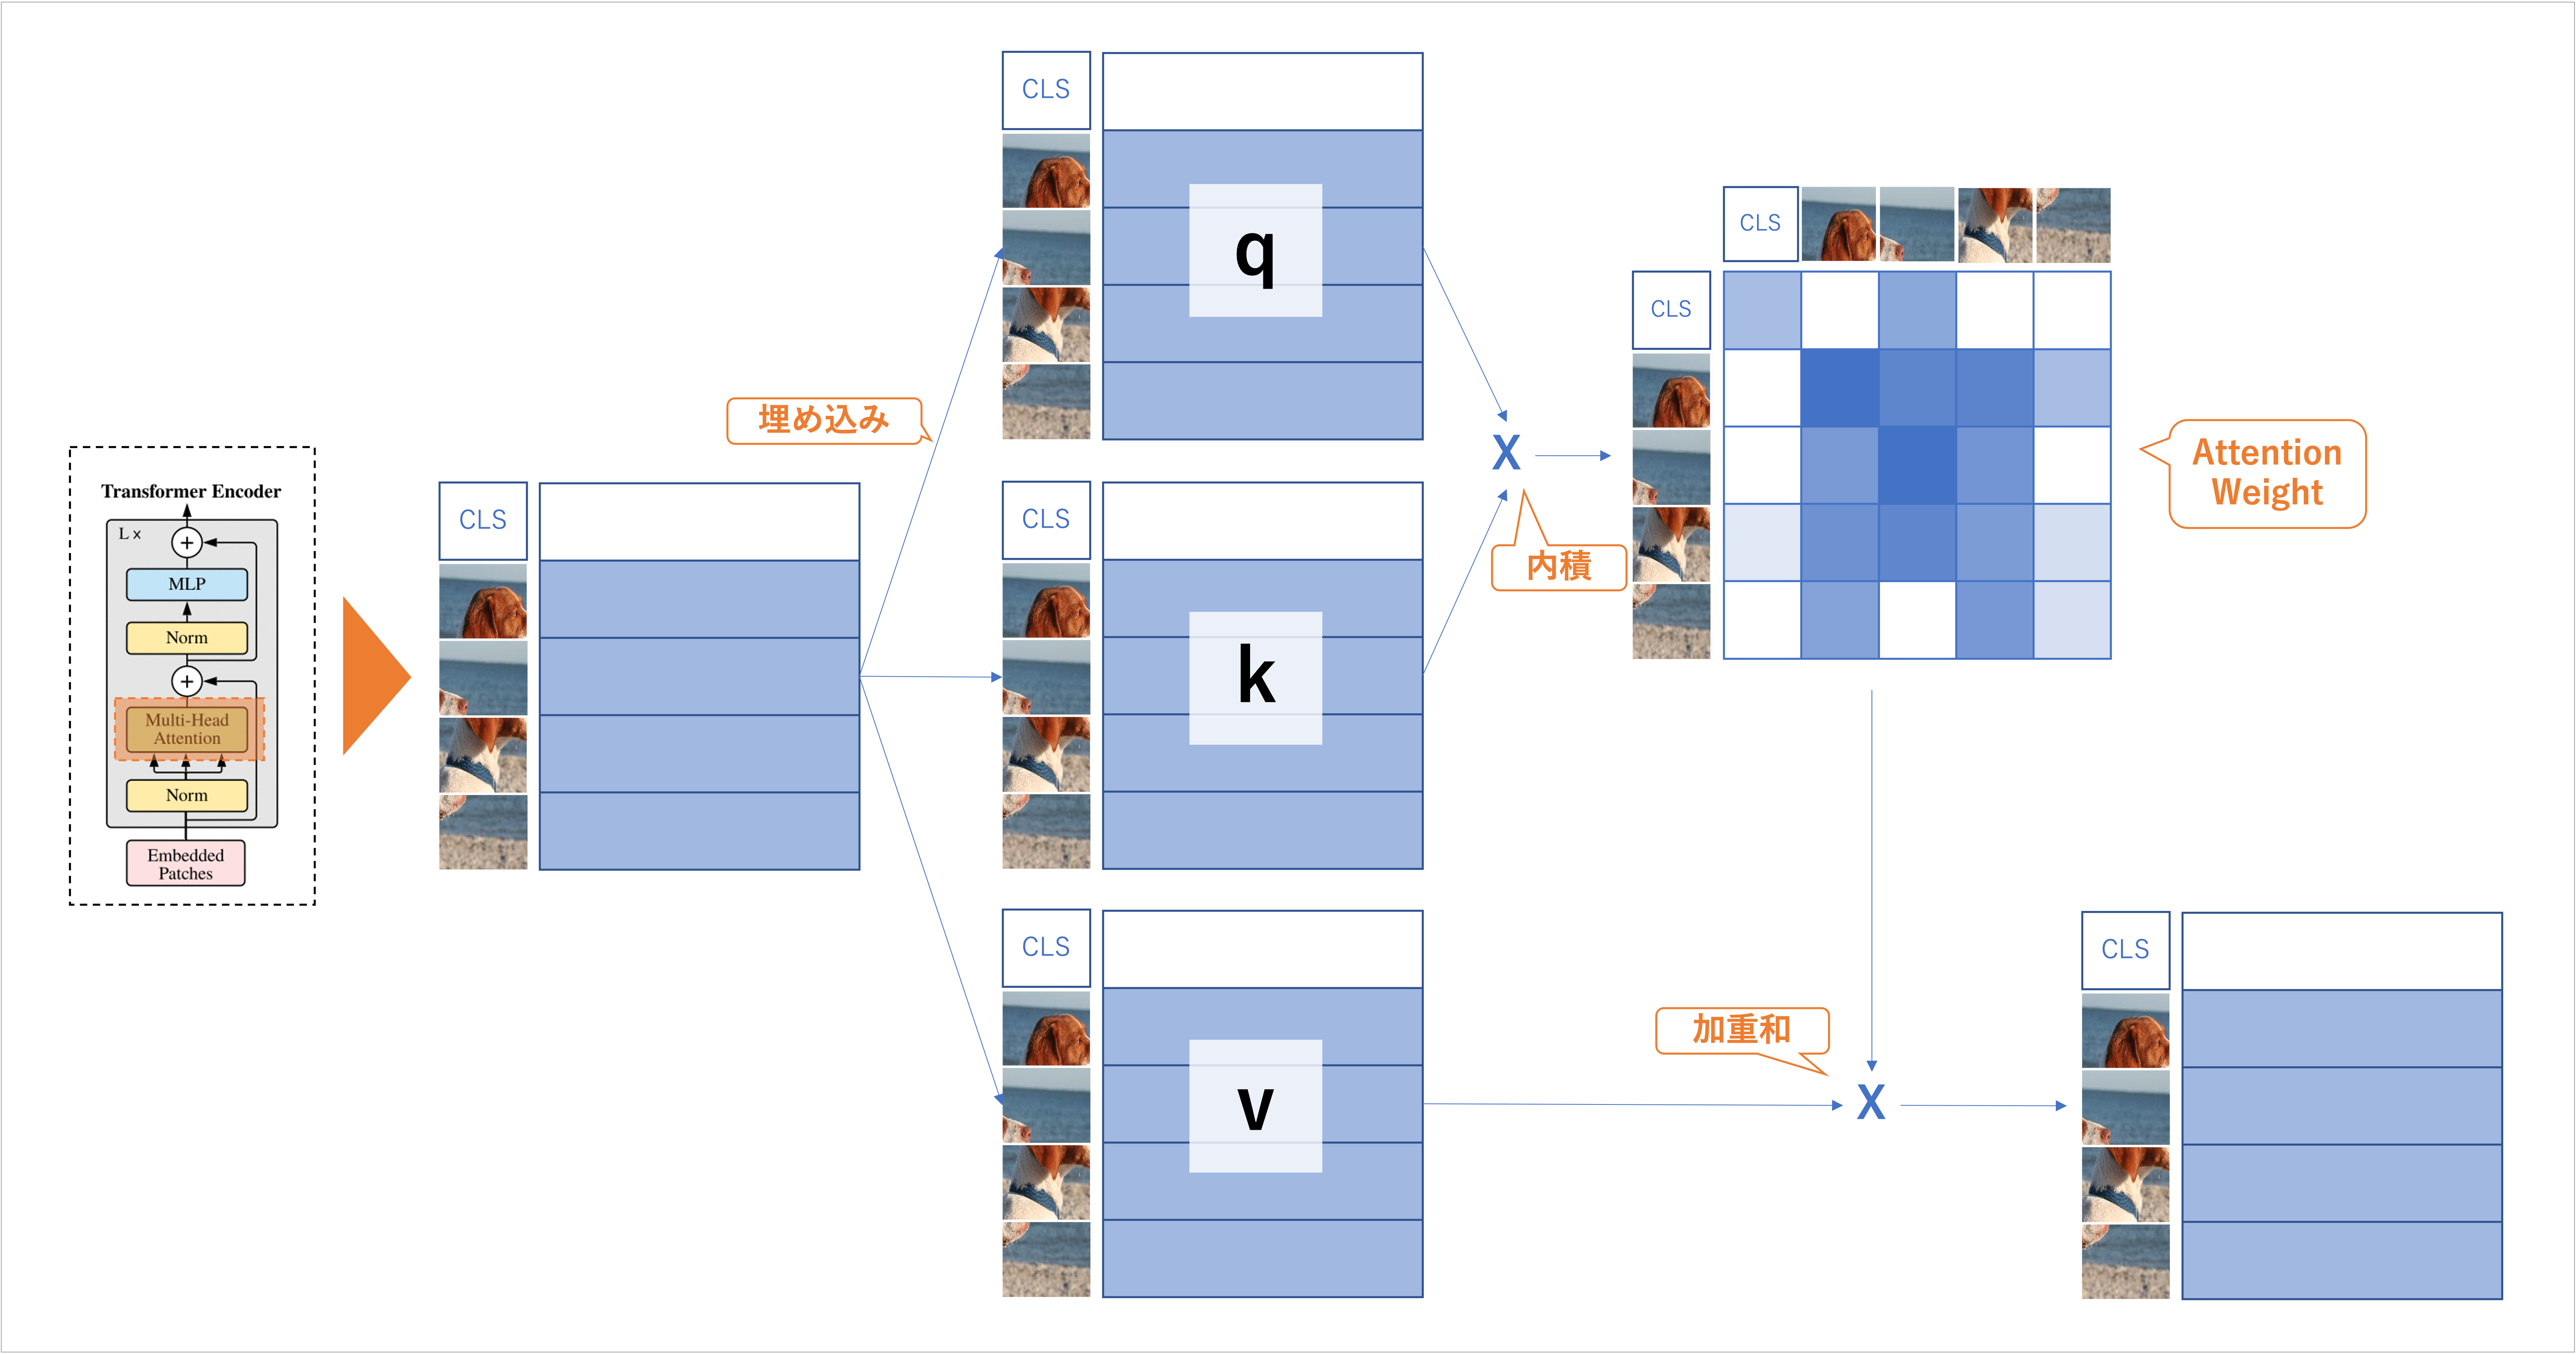 Transformer Encoder
L x
+
MLP
Norm
+
Multi-Head
Attention
Norm
Embedded
Patches
CLS
埋め込み
CLS
q
CLS
k
CLS
v
X
内積
CLS
CLS
Attention
Weight
加重和
X
CLS